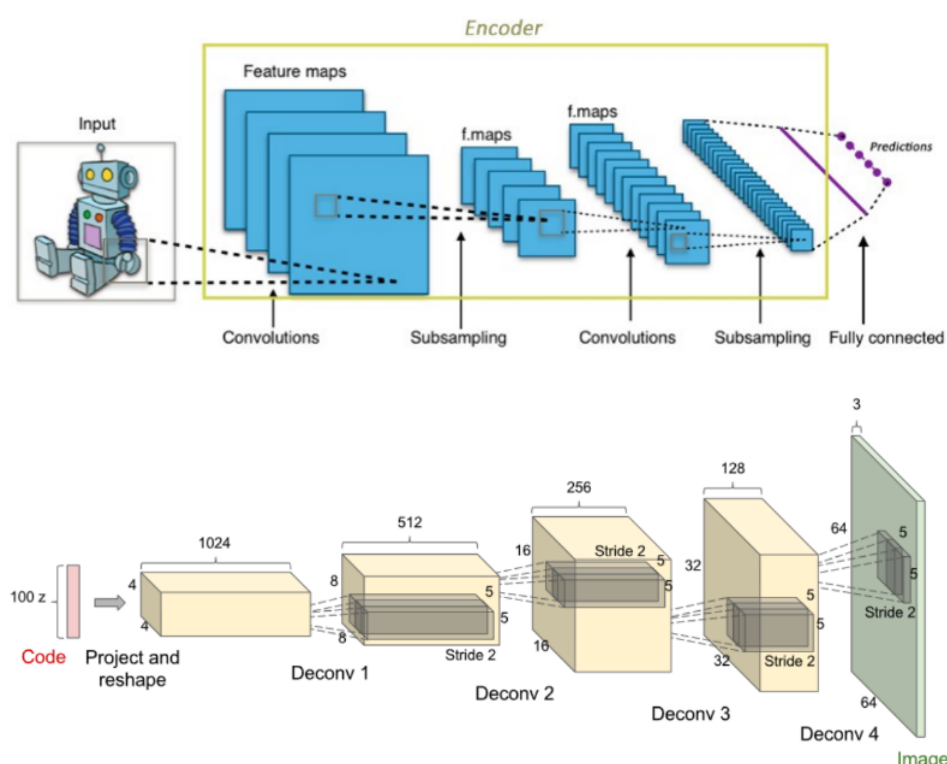 Encoder
Feature maps
Input
f.maps
f.maps
Predictions
Convolutions
Subsampling
Convolutions
Subsampling
Fully connected
3
128
256
512
1024
64
5
5
Stride 2
16
Stride 2
5
5
32
8
4
100 z
5
5
5
5
4
8
Stride 2
16
32
Stride 2
64
Code
Project and
reshape
Deconv 1
Deconv 2
Deconv 3
Deconv 4
Image